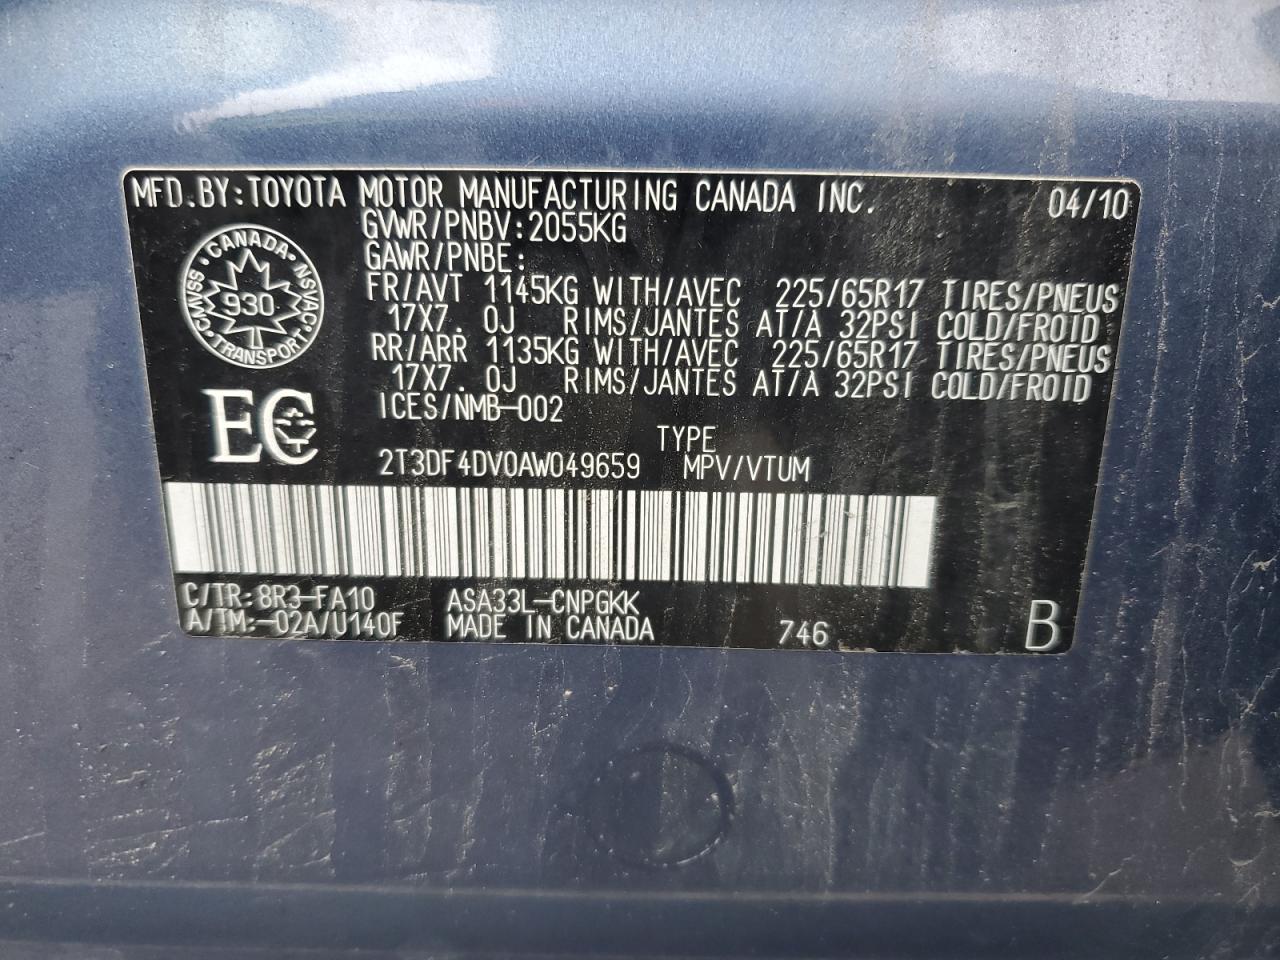 MFD.BY:TOYOTA MOTOR MANUFACTURING CANADA INC. 04/10
GVWR/PNBV:2055KG
GAWR/PNBE:
FR/AVT 1145KG WITH/AVEC 225/65R17 TIRES/PNEUS
17X7. 0J RIMS/JANTES AT/A 32PSI COLD/FROID
RR/ARR 1135KG WITH/AVEC 225/65R17 TIRES/PNEUS
17X7. 0J RIMS/JANTES AT/A 32PSI COLD/FROID
ICES/NMB-002
CANADA
CMVSS
930
NSVAC
TRANSPORT
EC
TYPE
2T3DF4DV0AW049659 MPV/VTUM
C/TR:8R3-FA10 ASA33L-CNPGKK
A/TM:-02A/U140F MADE IN CANADA 746 B